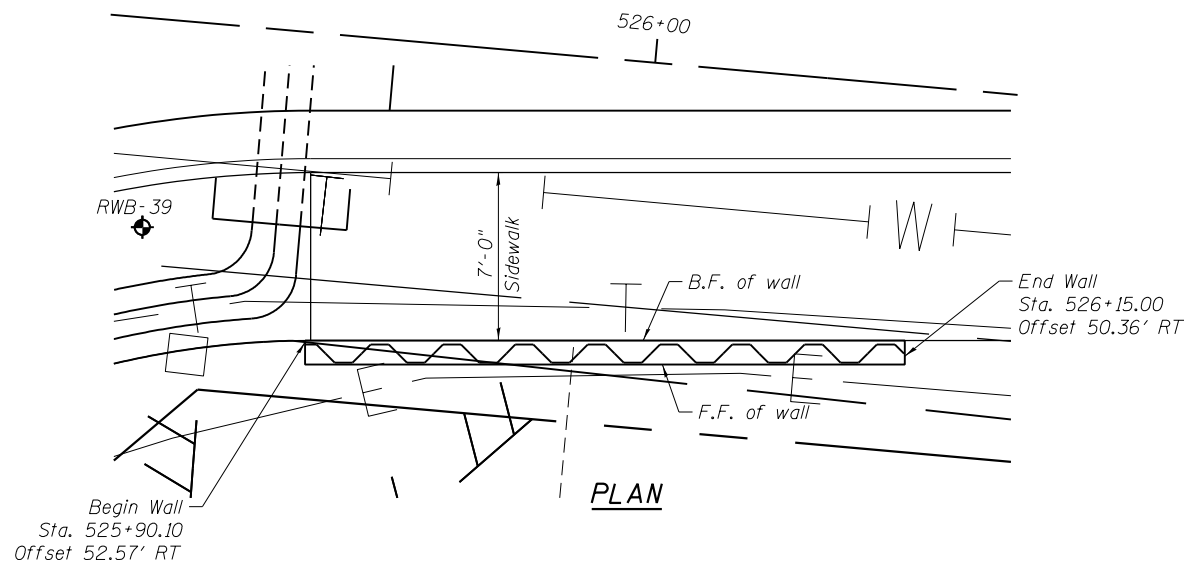 526+00
RWB-39
7'-0"
Sidewalk
B.F. of wall
End Wall
Sta. 526+15.00
Offset 50.36' RT
F.F. of wall
Begin Wall
Sta. 525+90.10
Offset 52.57' RT
PLAN
W